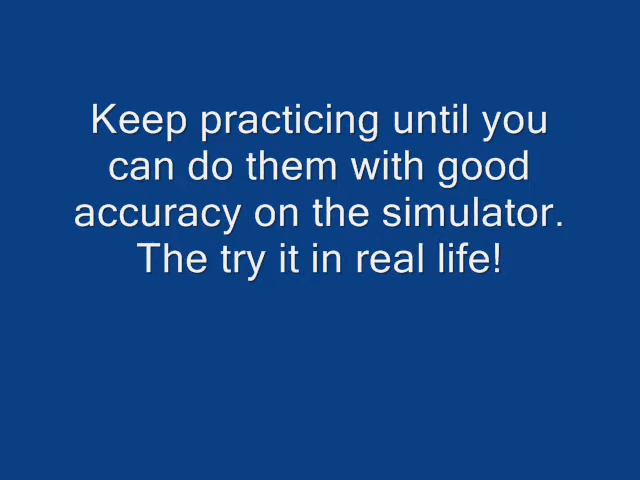 Keep practicing until you
can do them with good
accuracy on the simulator.
The try it in real life!